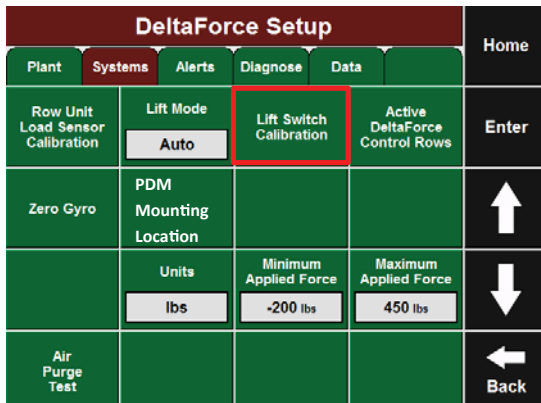 DeltaForce Setup
Home
Plant
Systems
Alerts
Diagnose
Data
Row Unit
Load Sensor
Calibration
Lift Mode
Auto
Lift Switch
Calibration
Active
DeltaForce
Control Rows
Enter
Zero Gyro
PDM
Mounting
Location
Units
lbs
Minimum
Applied Force
-200 lbs
Maximum
Applied Force
450 lbs
Air
Purge
Test
Back